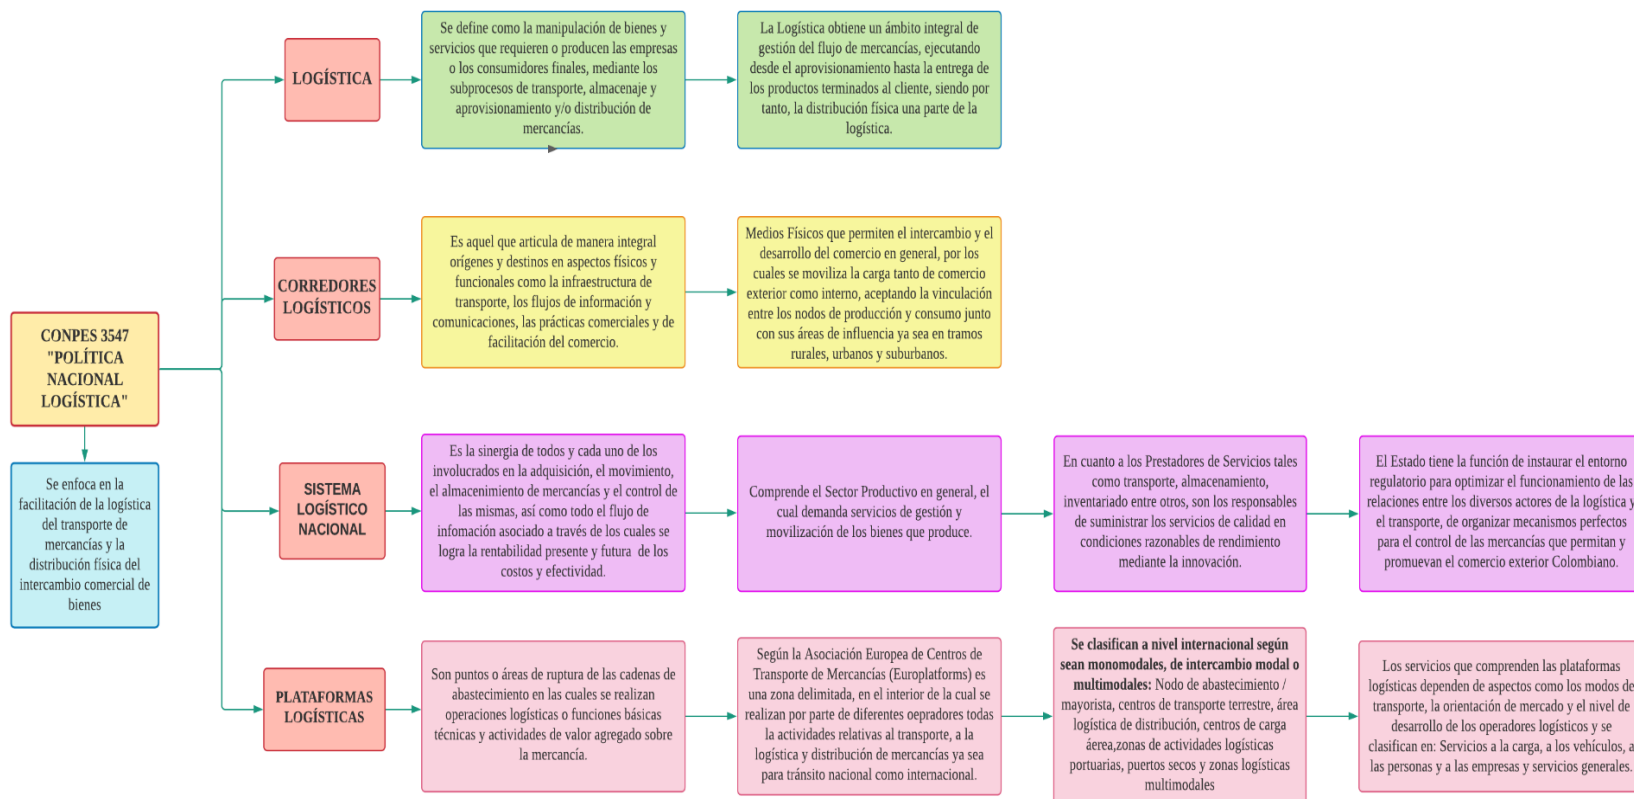 CONPES 3547
"POLÍTICA
NACIONAL
LOGÍSTICA"
Se enfoca en la
facilitación de la logística
del transporte de
mercancías y la
distribución física del
intercambio comercial de
bienes
LOGÍSTICA
Se define como la manipulación de bienes y
servicios que requieren o producen las empresas
o los consumidores finales, mediante los
subprocesos de transporte, almacenaje y
aprovisionamiento y/o distribución de
mercancías.
La Logística obtiene un ámbito integral de
gestión del flujo de mercancías, ejecutando
desde el aprovisionamiento hasta la entrega de
los productos terminados al cliente, siendo por
tanto, la distribución física una parte de la
logística.
CORREDORES
LOGÍSTICOS
Es aquel que articula de manera integral
orígenes y destinos en aspectos físicos y
funcionales como la infraestructura de
transporte, los flujos de información y
comunicaciones, las prácticas comerciales y de
facilitación del comercio.
Medios Físicos que permiten el intercambio y el
desarrollo del comercio en general, por los
cuales se moviliza la carga tanto de comercio
exterior como interno, aceptando la vinculación
entre los nodos de producción y consumo junto
con sus áreas de influencia ya sea en tramos
rurales, urbanos y suburbanos.
SISTEMA
LOGÍSTICO
NACIONAL
Es la sinergia de todos y cada uno de los
involucrados en la adquisición, el movimiento,
el almacenimiento de mercancías y el control de
las mismas, así como todo el flujo de
infomación asociado a través de los cuales se
logra la rentabilidad presente y futura de los
costos y efectividad.
Comprende el Sector Productivo en general, el
cual demanda servicios de gestión y
movilización de los bienes que produce.
En cuanto a los Prestadores de Servicios tales
como transporte, almacenamiento,
inventariado entre otros, son los responsables
de suministrar los servicios de calidad en
condiciones razonables de rendimiento
mediante la innovación.
El Estado tiene la función de instaurar el entorno
regulatorio para optimizar el funcionamiento de las
relaciones entre los diversos actores de la logística y
el transporte, de organizar mecanismos perfectos
para el control de las mercancías que permitan y
promuevan el comercio exterior Colombiano.
PLATAFORMAS
LOGÍSTICAS
Son puntos o áreas de ruptura de las cadenas de
abastecimiento en las cuales se realizan
operaciones logísticas o funciones básicas
técnicas y actividades de valor agregado sobre
la mercancía.
Según la Asociación Europea de Centros de
Transporte de Mercancías (Europlatforms) es
una zona delimitada, en el interior de la cual se
realizan por parte de diferentes oepradores todas
la actividades relativas al transporte, a la
logística y distribución de mercancías ya sea
para tránsito nacional como internacional.
Se clasifican a nivel internacional según
sean monomodales, de intercambio modal o
multimodales: Nodo de abastecimiento /
mayorista, centros de transporte terrestre, área
logística de distribución, centros de carga
áerea,zonas de actividades logísticas
portuarias, puertos secos y zonas logísticas
multimodales
Los servicios que comprenden las plataformas
logísticas dependen de aspectos como los modos de
transporte, la orientación de mercado y el nivel de
desarrollo de los operadores logísticos y se
clasifican en: Servicios a la carga, a los vehículos, a
las personas y a las empresas y servicios generales.